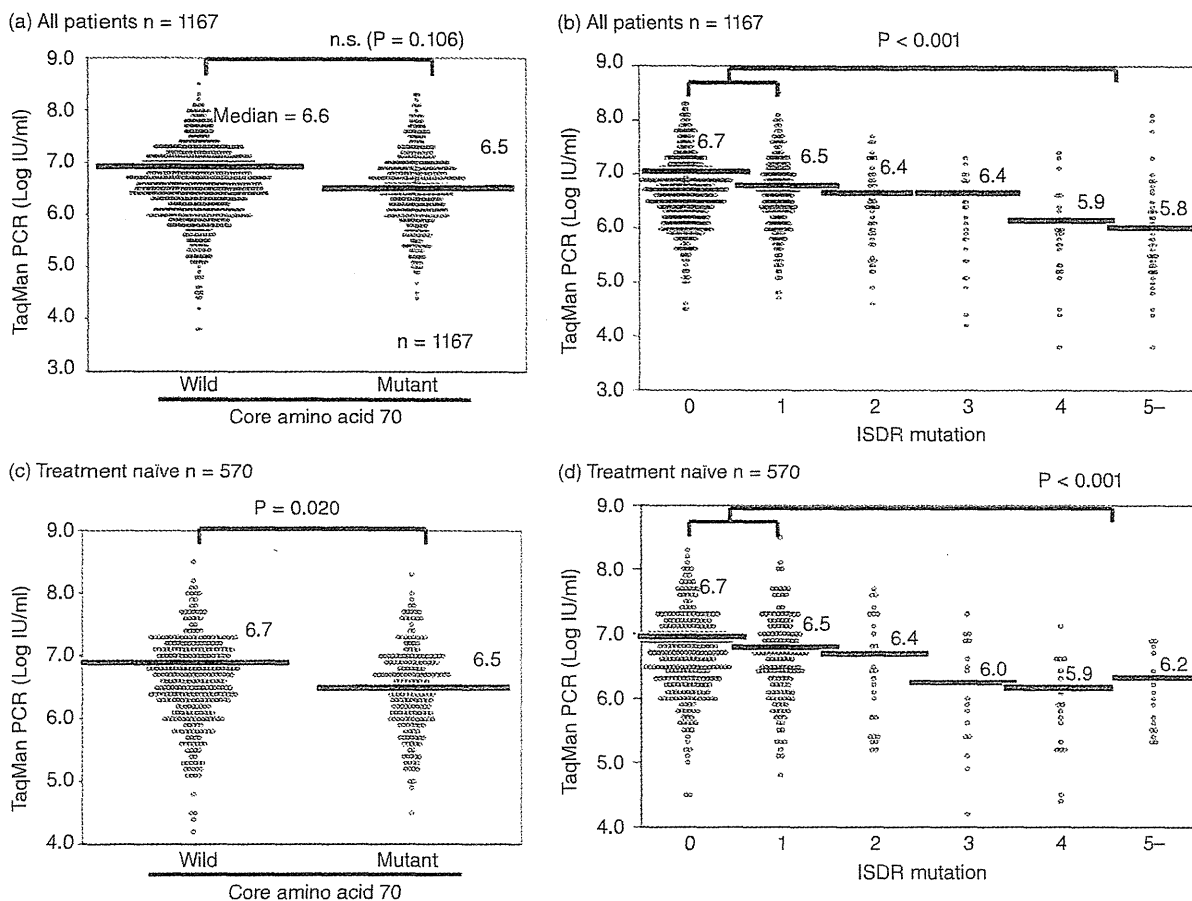 (a) All patients n = 1167
n.s. (P = 0.106)
TaqMan PCR (Log IU/ml)
9.0
8.0
7.0
6.0
5.0
4.0
3.0
Median = 6.6
6.5
n = 1167
Wild
Mutant
Core amino acid 70
(b) All patients n = 1167
P < 0.001
TaqMan PCR (Log IU/ml)
9.0
8.0
7.0
6.0
5.0
4.0
3.0
6.7
6.5
6.4
6.4
5.9
5.8
0
1
2
3
4
5–
ISDR mutation
(c) Treatment naïve n = 570
P = 0.020
TaqMan PCR (Log IU/ml)
9.0
8.0
7.0
6.0
5.0
4.0
6.7
6.5
Wild
Mutant
Core amino acid 70
(d) Treatment naïve n = 570
P < 0.001
TaqMan PCR (Log IU/ml)
9.0
8.0
7.0
6.0
5.0
4.0
6.7
6.5
6.4
6.0
5.9
6.2
0
1
2
3
4
5–
ISDR mutation